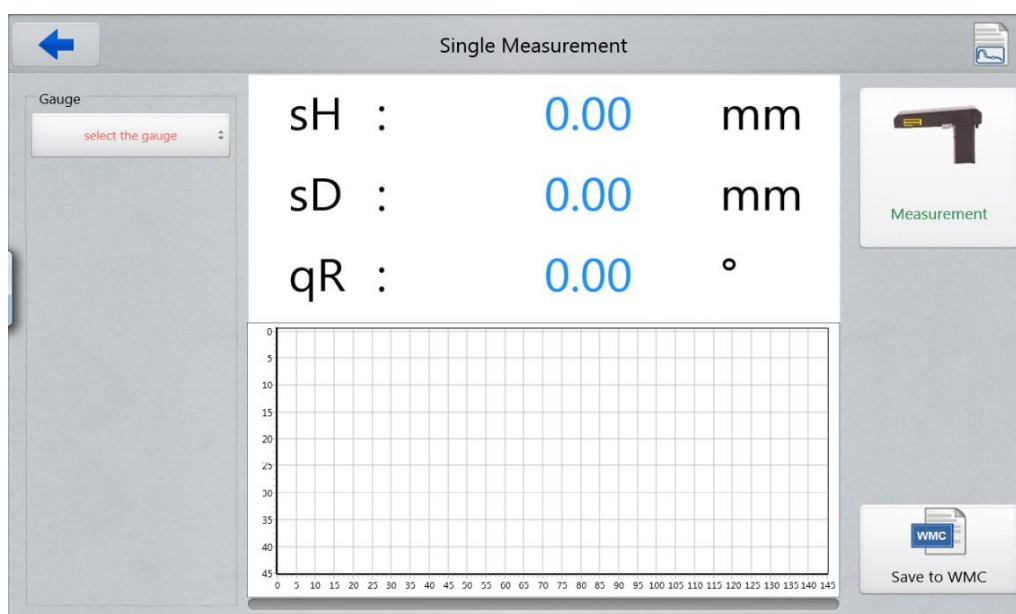 Single Measurement
Gauge
select the gauge
sH : 0.00 mm
sD : 0.00 mm
qR : 0.00 °
Measurement
0
5
10
15
20
25
30
35
40
45
0 5 10 15 20 25 30 35 40 45 50 55 60 65 70 75 80 85 90 95 100 105 110 115 120 125 130 135 140 145
WMC
Save to WMC